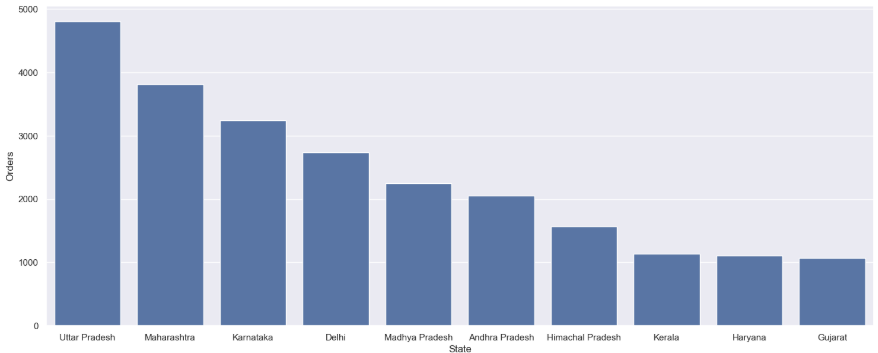 5000
4000
3000
2000
1000
0
Orders
Uttar Pradesh Maharashtra Karnataka Delhi Madhya Pradesh Andhra Pradesh Himachal Pradesh Kerala Haryana Gujarat
State